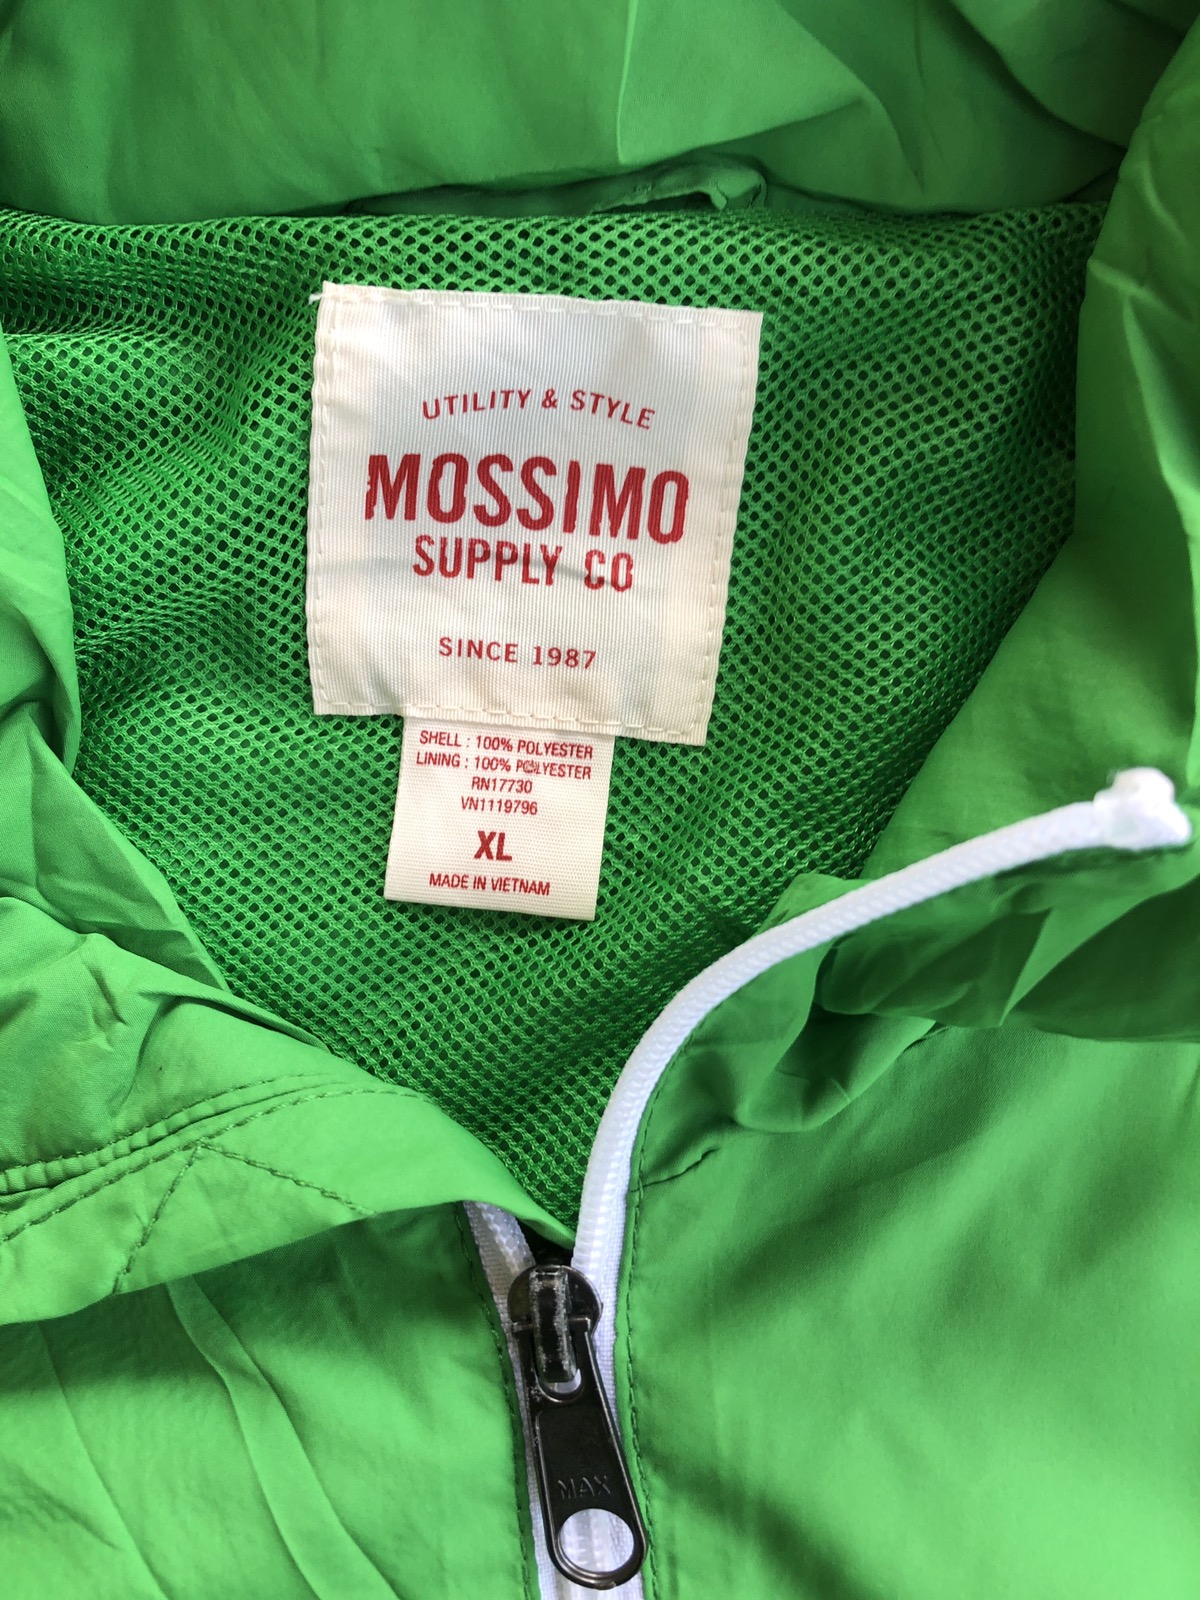 UTILITY & STYLE
MOSSIMO
SUPPLY CO
SINCE 1987
SHELL : 100% POLYESTER
LINING : 100% POLYESTER
RN17730
VN1119796
XL
MADE IN VIETNAM
MAX